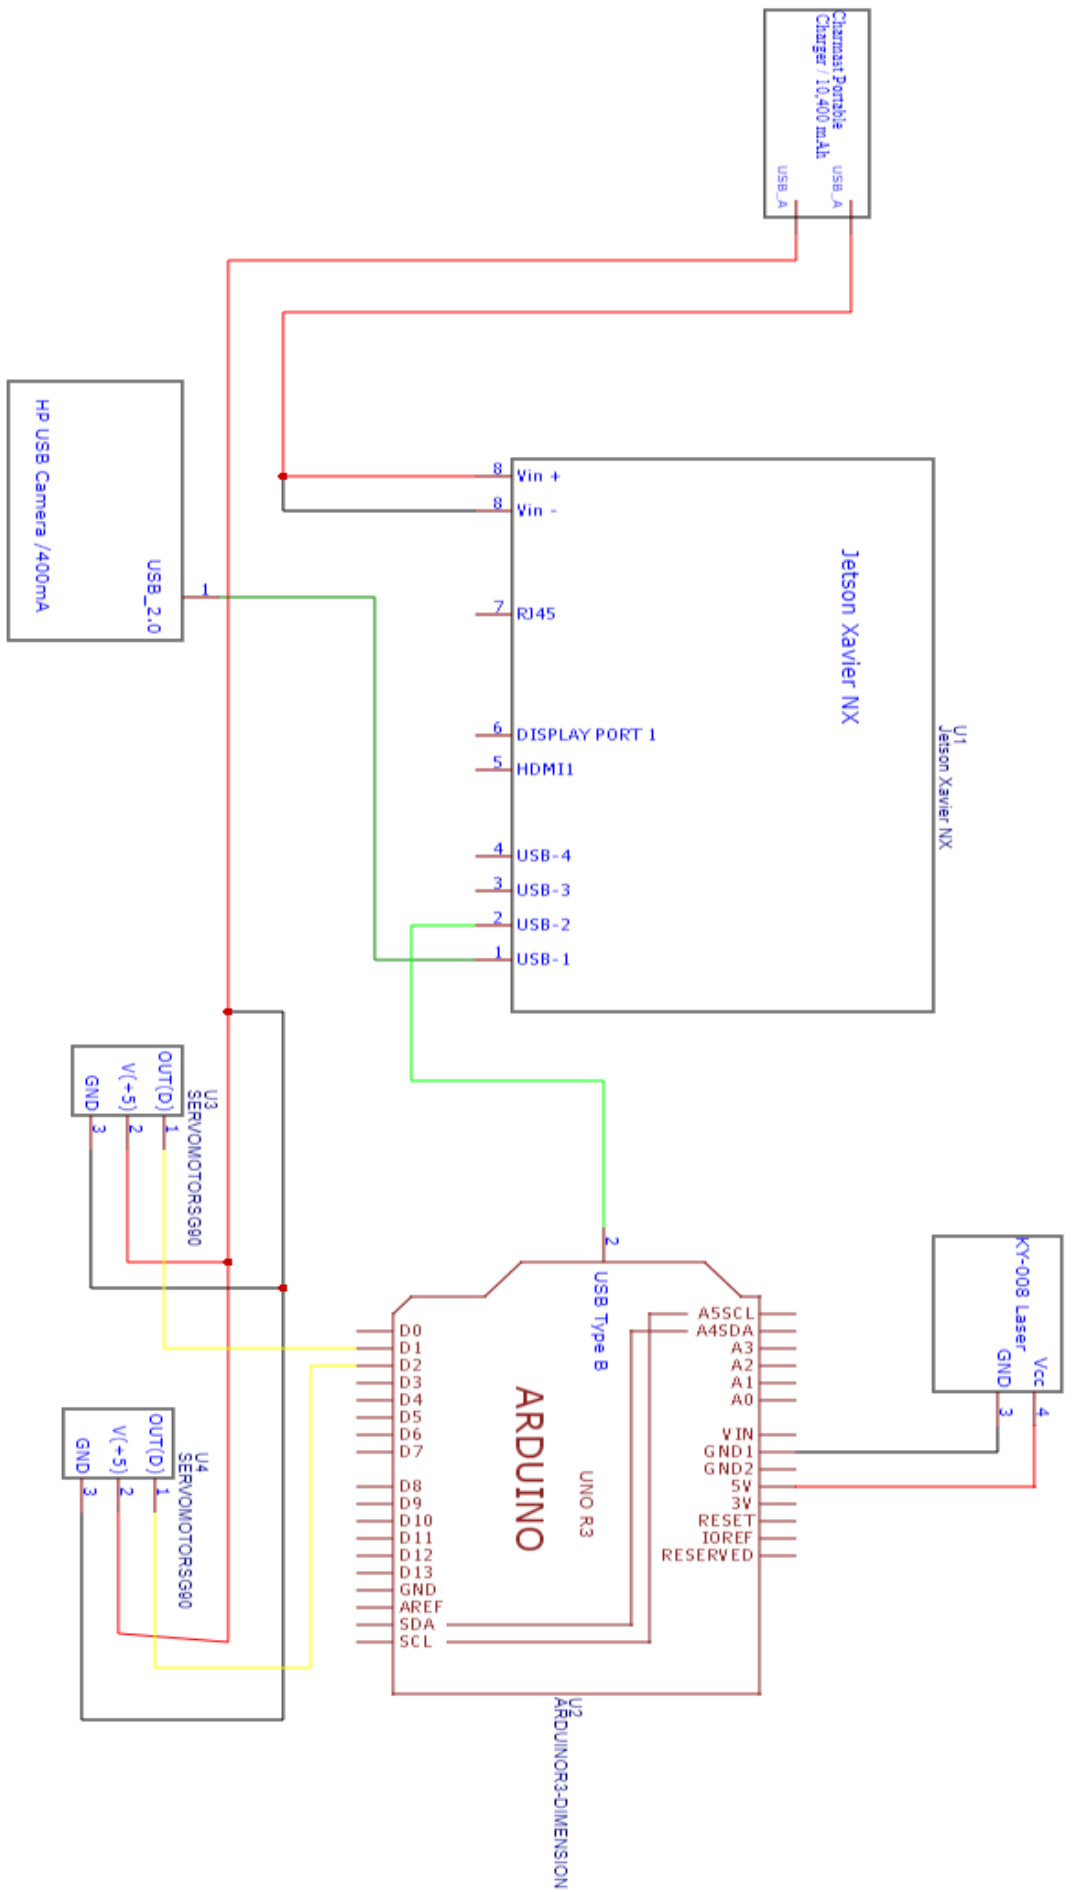 Charmast Portable
Charger / 10,400 mAh
USB_A
USB_A
HP USB Camera /400mA
USB_2.0
1
Jetson Xavier NX
U1
Jetson Xavier NX
8
Vin +
8
Vin -
7
RJ45
6
DISPLAY PORT 1
5
HDMI1
4
USB-4
3
USB-3
2
USB-2
1
USB-1
U3
SERVOMOTORSG90
OUT(D)
V(+5)
GND
1
2
3
U4
SERVOMOTORSG90
OUT(D)
V(+5)
GND
1
2
3
KY-008 Laser
Vcc
GND
4
3
2
USB Type B
ARDUINO
UNO R3
D0
D1
D2
D3
D4
D5
D6
D7
D8
D9
D10
D11
D12
D13
GND
AREF
SDA
SCL
A5SCL
A4SDA
A3
A2
A1
A0
VIN
GND1
GND2
5V
3V
RESET
IOREF
RESERVED
U2
ARDUINOR3-DIMENSION